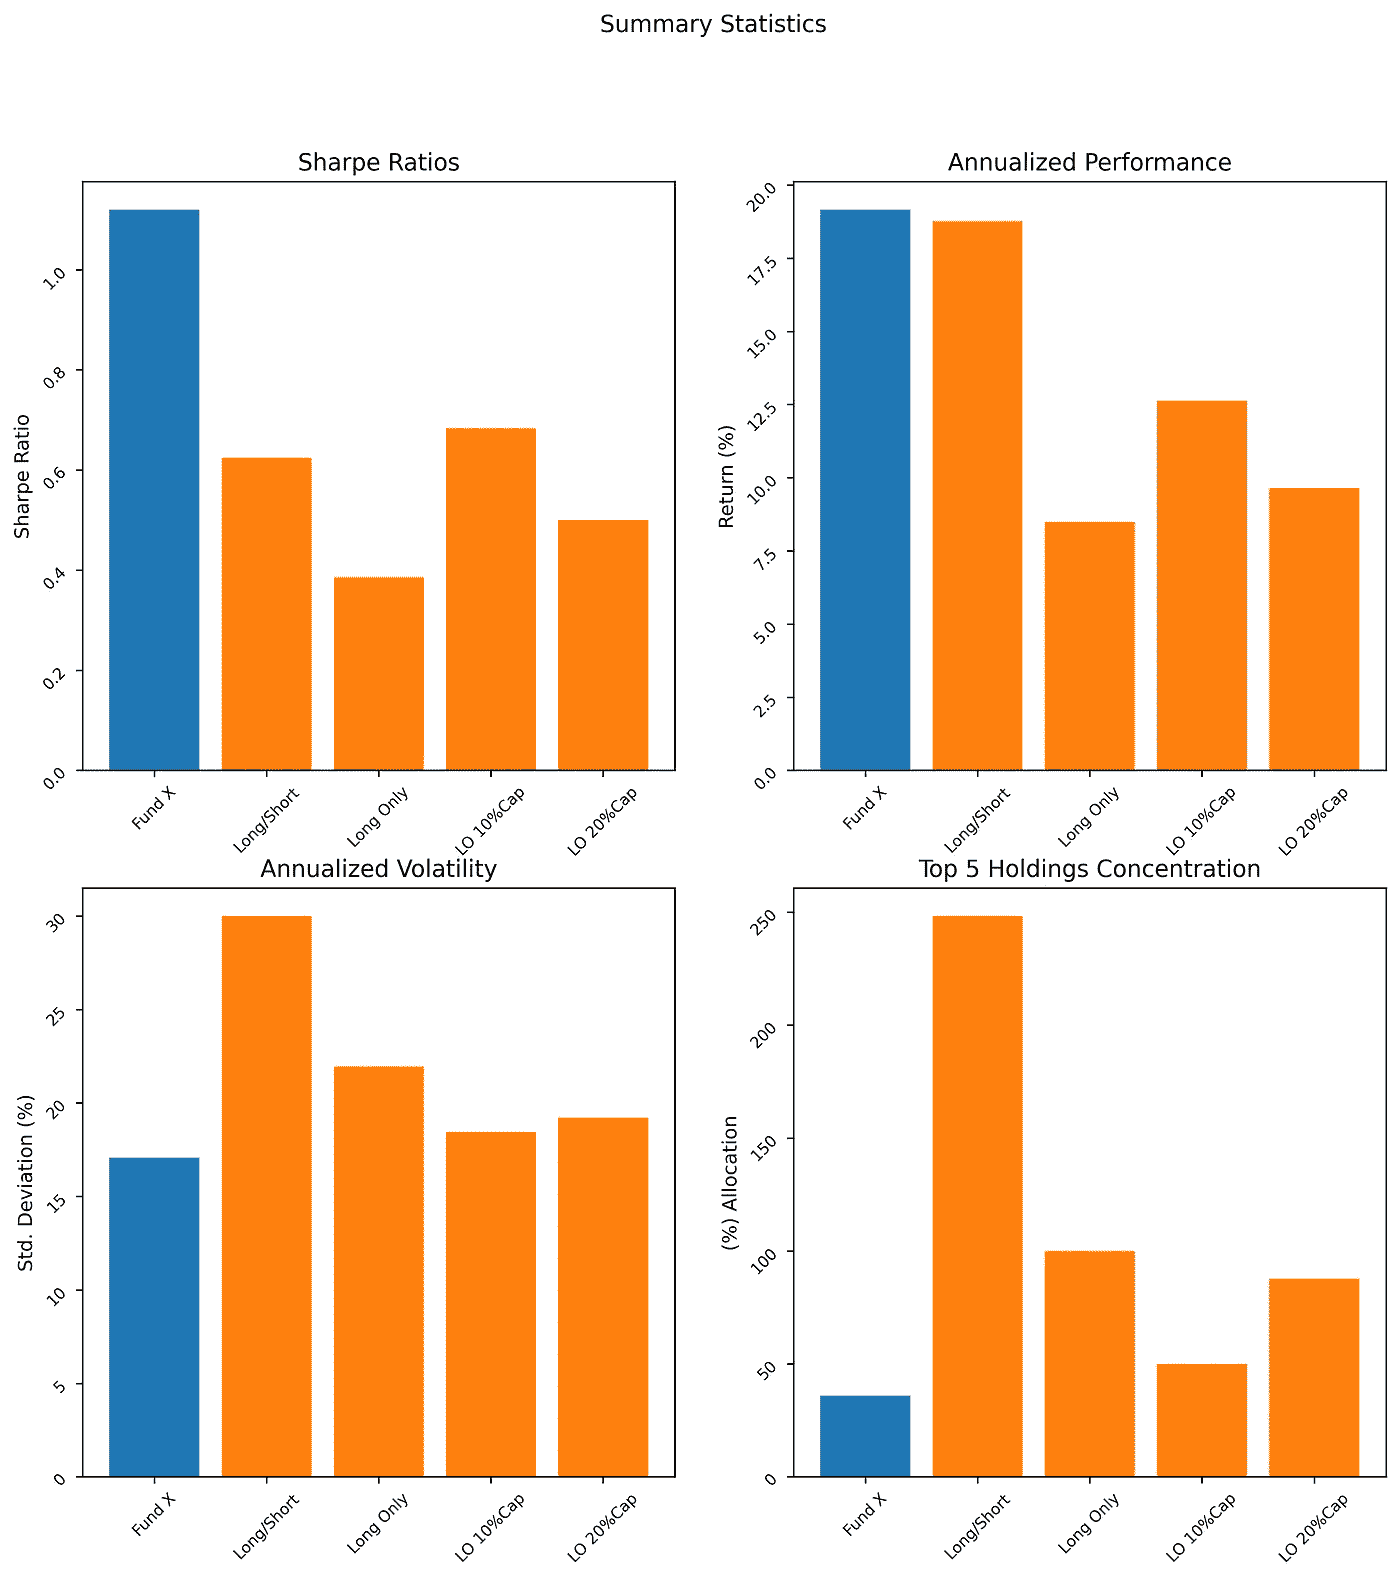 Summary Statistics
Sharpe Ratios
Sharpe Ratio
1.0
0.8
0.6
0.4
0.2
0.0
Fund X
Long/Short
Long Only
LO 10%Cap
LO 20%Cap
Annualized Performance
Return (%)
20.0
17.5
15.0
12.5
10.0
7.5
5.0
2.5
0.0
Fund X
Long/Short
Long Only
LO 10%Cap
LO 20%Cap
Annualized Volatility
Std. Deviation (%)
30
25
20
15
10
5
0
Fund X
Long/Short
Long Only
LO 10%Cap
LO 20%Cap
Top 5 Holdings Concentration
(%) Allocation
250
200
150
100
50
0
Fund X
Long/Short
Long Only
LO 10%Cap
LO 20%Cap